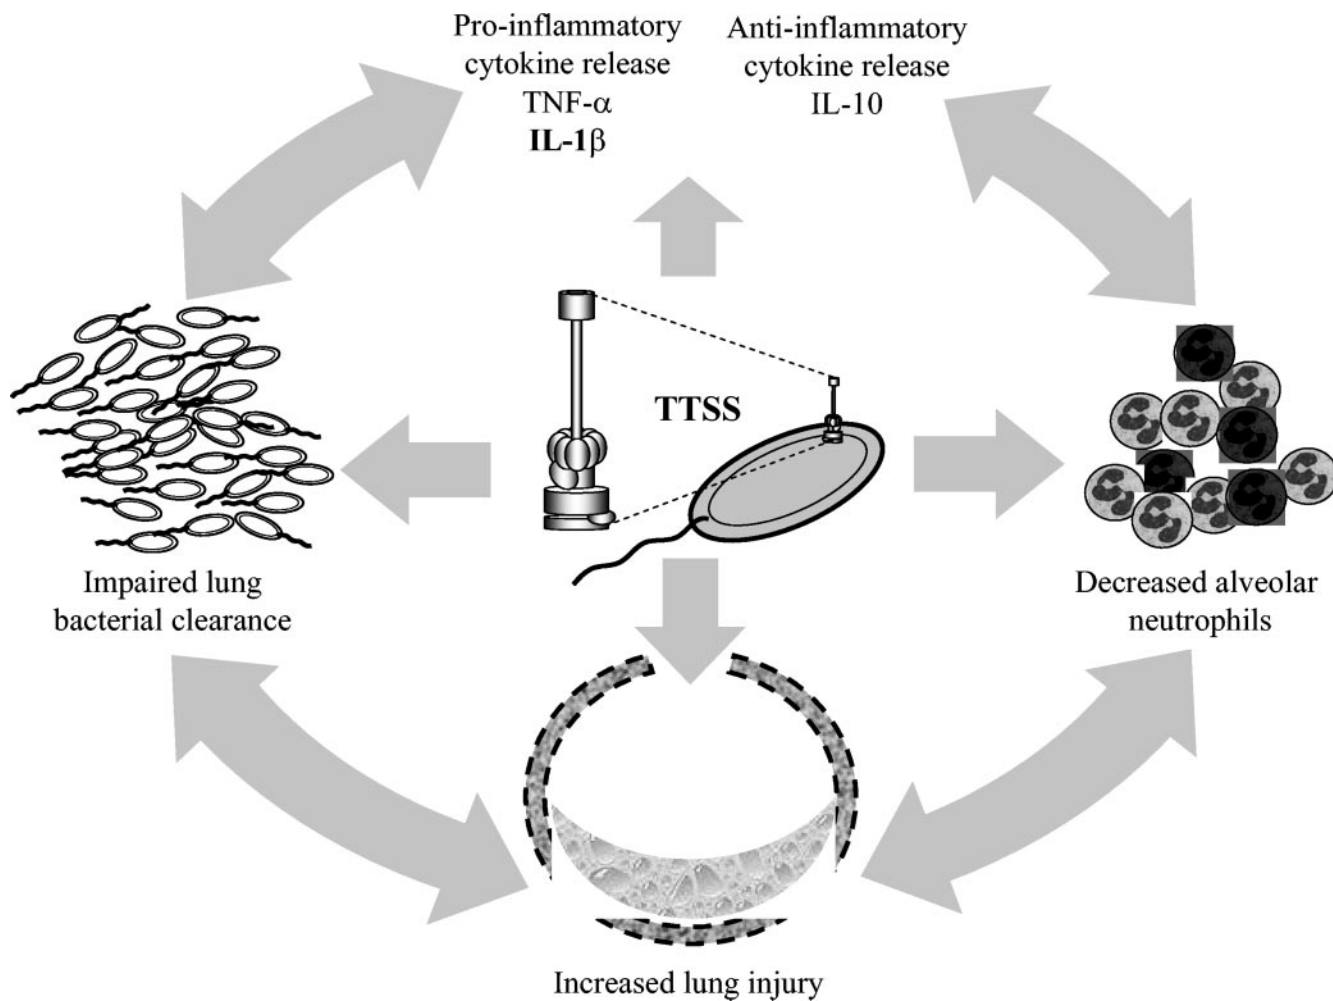 Pro-inflammatory
cytokine release
TNF-α
IL-1β
Anti-inflammatory
cytokine release
IL-10
TTSS
Impaired lung
bacterial clearance
Decreased alveolar
neutrophils
Increased lung injury